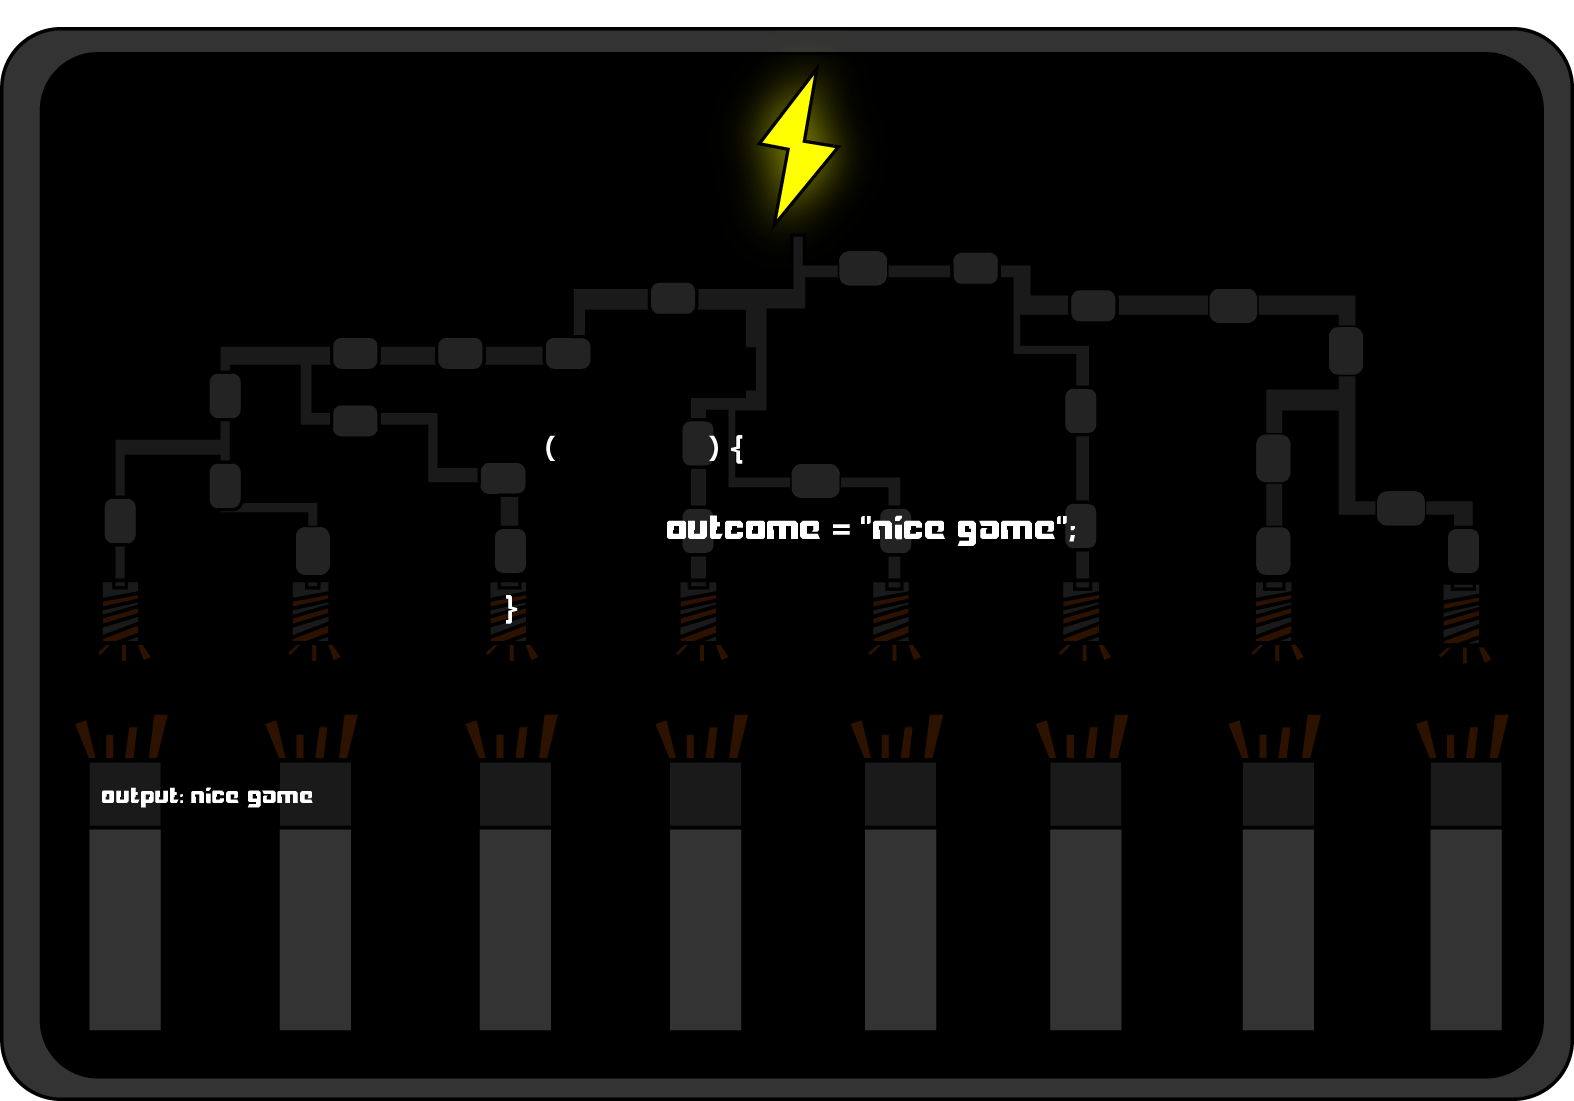 ( ) {
outcome = "nice game";
}
output: nice game